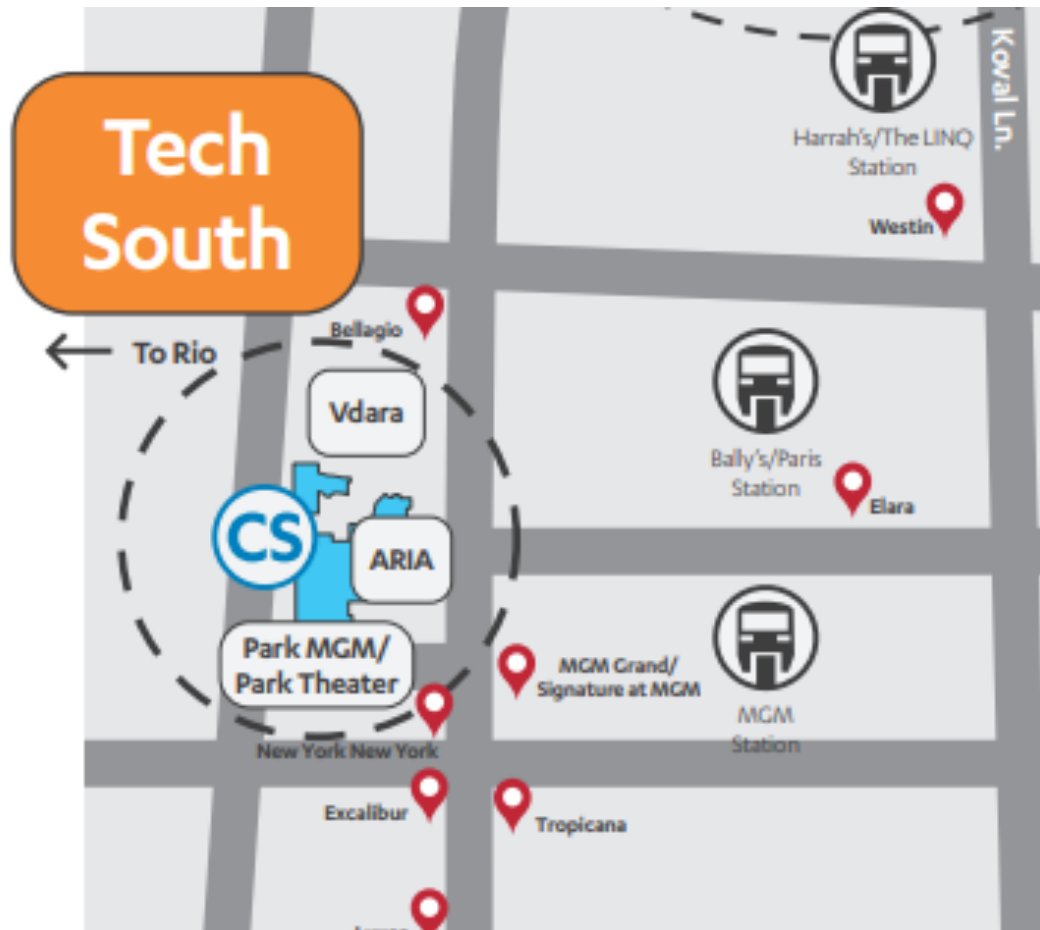 Tech
South
Koval Ln.
Harrah's/The LINQ
Station
Westin
Bellagio
To Rio
Vdara
Bally's/Paris
Station
Elara
CS
ARIA
Park MGM/
Park Theater
MGM Grand/
Signature at MGM
MGM
Station
New York New York
Excalibur
Tropicana